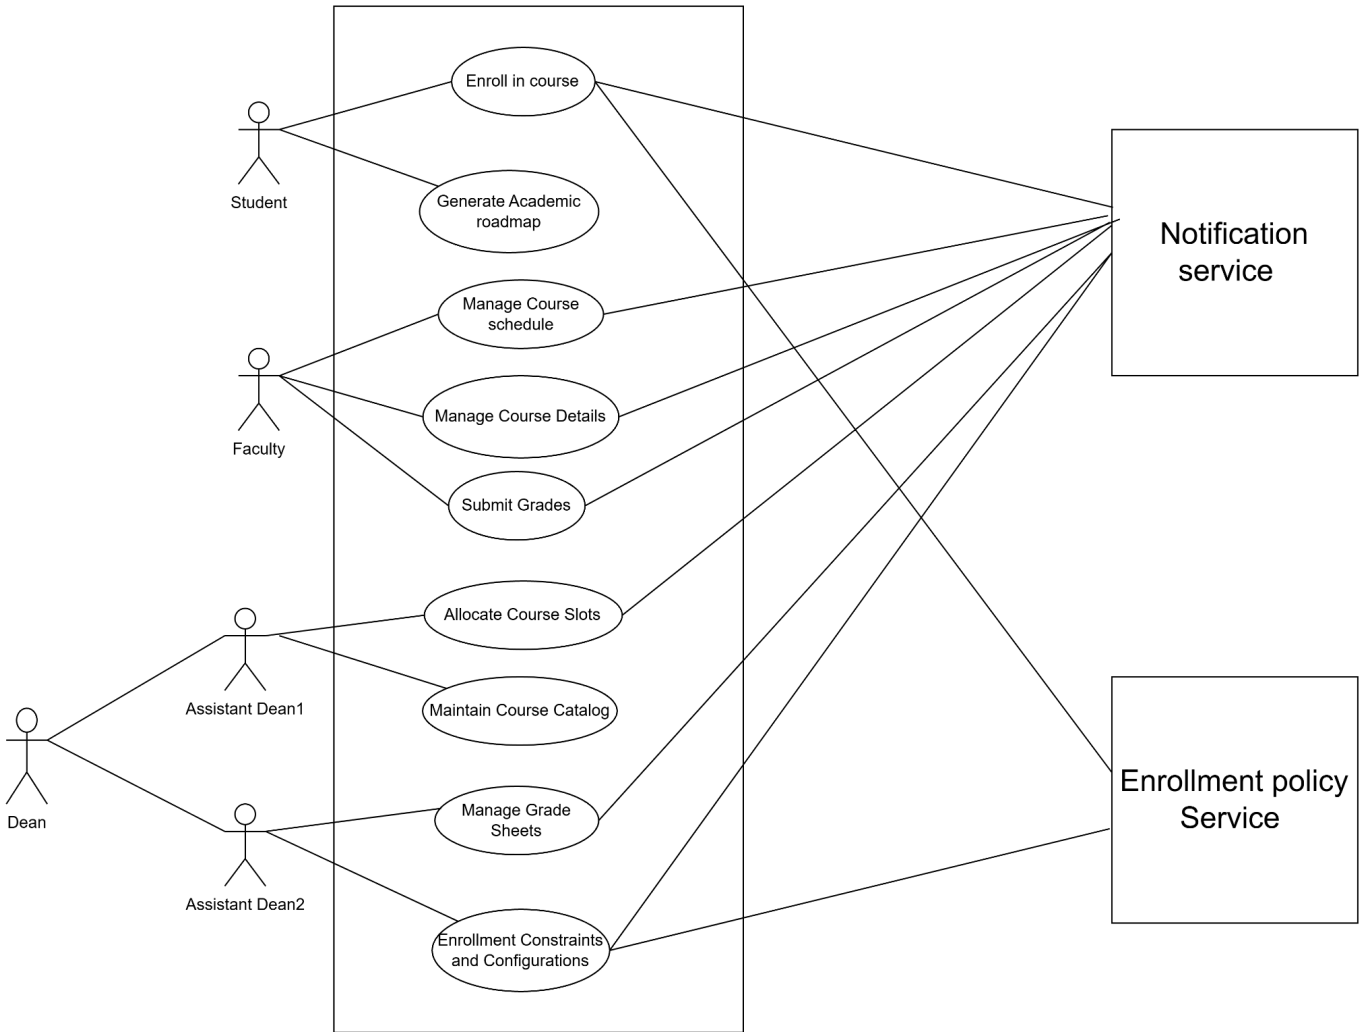 Enroll in course
Student
Generate Academic
roadmap
Manage Course
schedule
Faculty
Manage Course Details
Submit Grades
Allocate Course Slots
Assistant Dean1
Maintain Course Catalog
Dean
Manage Grade
Sheets
Assistant Dean2
Enrollment Constraints
and Configurations
Notification
service
Enrollment policy
Service